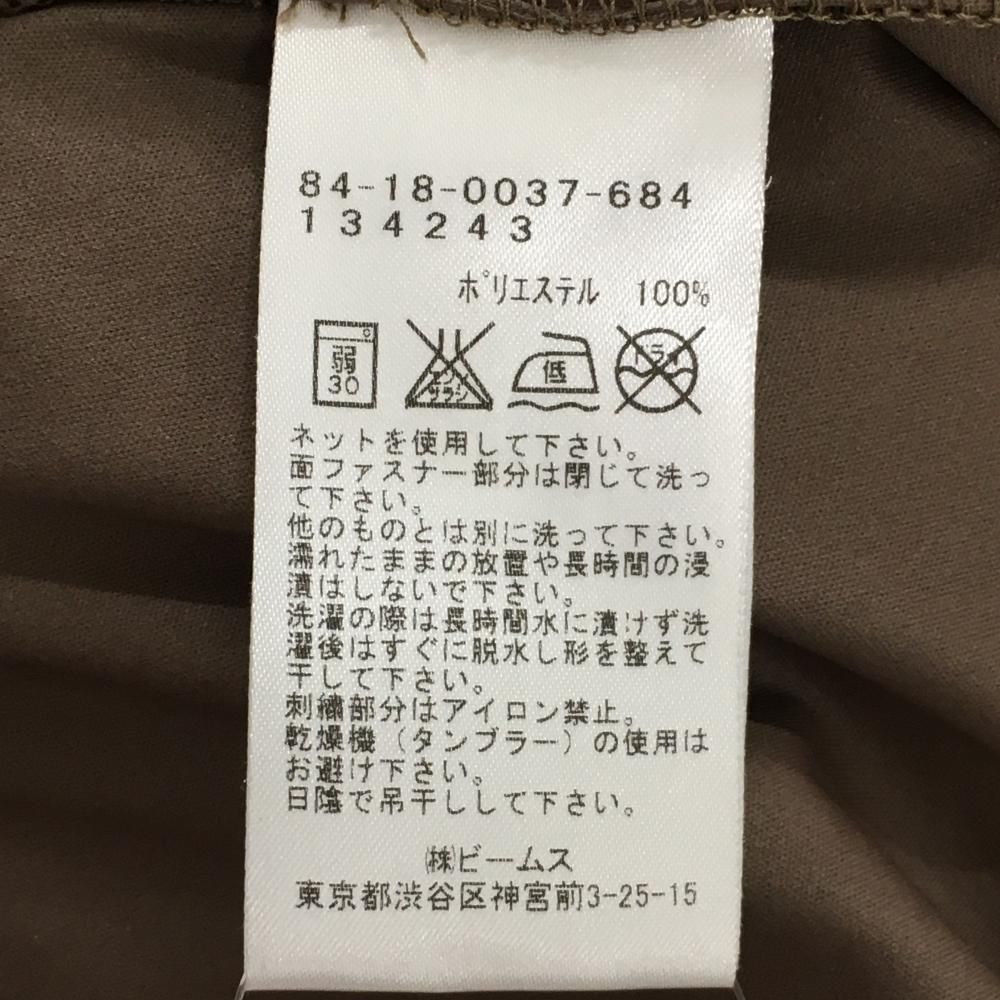 84-18-0037-684
134243
ポリエステル 100%
弱
30
エンソ
サラシ
低
ドライ
ネットを使用して下さい。
面ファスナー部分は閉じて洗っ
て下さい。
他のものとは別に洗って下さい。
濡れたままの放置や長時間の浸
漬はしないで下さい。
洗濯の際は長時間水に漬けず洗
濯後はすぐに脱水し形を整えて
干して下さい。
刺繍部分はアイロン禁止。
乾燥機（タンブラー）の使用は
お避け下さい。
日陰で吊干しして下さい。
㈱ビームス
東京都渋谷区神宮前3-25-15